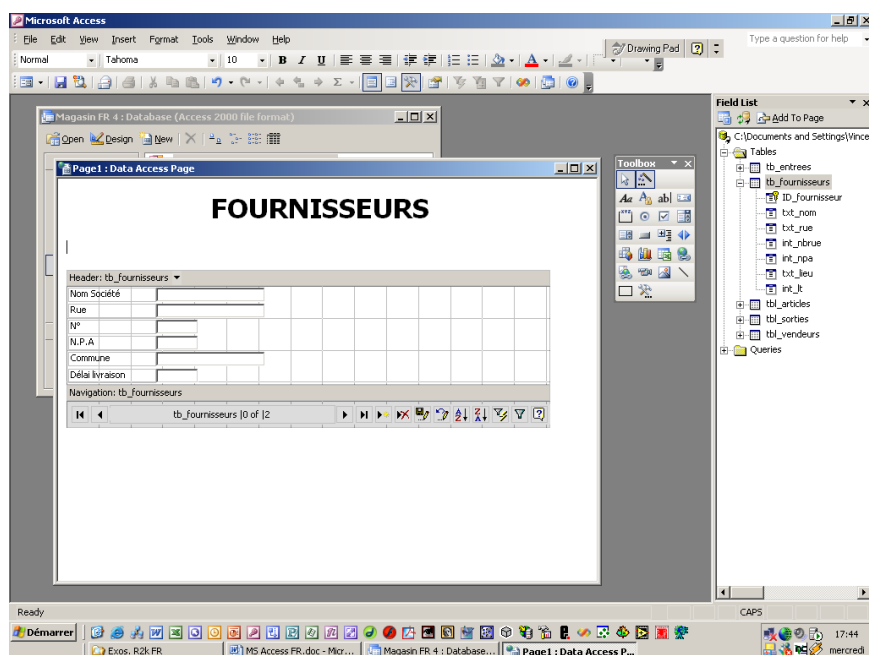 Microsoft Access
File Edit View Insert Format Tools Window Help
Type a question for help
Normal Tahoma 10 B I U
Drawing Pad
Magasin FR 4 : Database (Access 2000 file format)
Open Design New
Page1 : Data Access Page
FOURNISSEURS
Header: tb_fournisseurs
Nom Société
Rue
N°
N.P.A
Commune
Délai livraison
Navigation: tb_fournisseurs
tb_fournisseurs |0 of |2
Toolbox
Aa ab|
Field List
Add To Page
C:\Documents and Settings\Vince
Tables
tb_entrees
tb_fournisseurs
ID_fournisseur
txt_nom
txt_rue
int_nbrue
int_npa
txt_lieu
int_lt
tbl_articles
tbl_sorties
tbl_vendeurs
Queries
Ready
CAPS
Démarrer
17:44
Exos. R2k FR
MS Access FR.doc - Micr...
Magasin FR 4 : Database...
Page1 : Data Access P...
mercredi